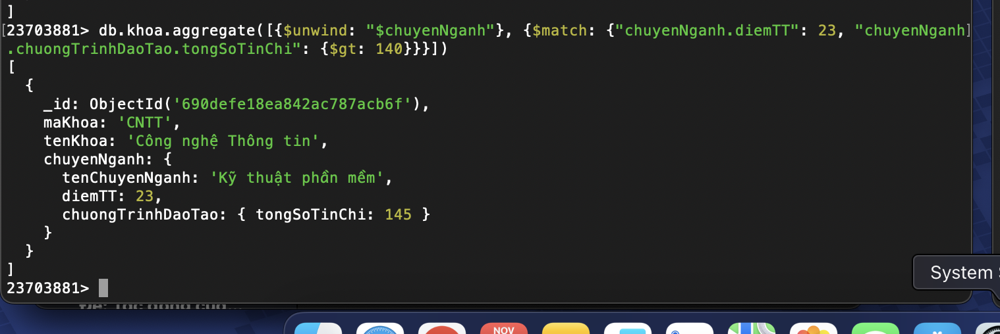 ]
[23703881> db.khoa.aggregate([{$unwind: "$chuyenNganh"}, {$match: {"chuyenNganh.diemTT": 23, "chuyenNganh]
.chuongTrinhDaoTao.tongSoTinChi": {$gt: 140}}}])
[
  {
    _id: ObjectId('690defe18ea842ac787acb6f'),
    maKhoa: 'CNTT',
    tenKhoa: 'Công nghệ Thông tin',
    chuyenNganh: {
      tenChuyenNganh: 'Kỹ thuật phần mềm',
      diemTT: 23,
      chuongTrinhDaoTao: { tongSoTinChi: 145 }
    }
  }
]
23703881>
System
NOV